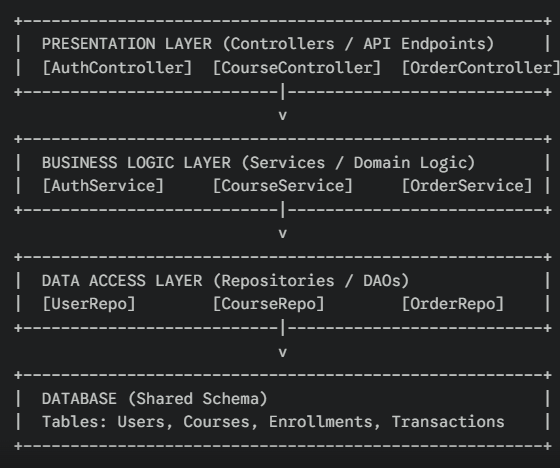 +-------------------------------------------------------+
|  PRESENTATION LAYER (Controllers / API Endpoints)     |
|  [AuthController]  [CourseController]  [OrderController]
+---------------------------|---------------------------+
v
+-------------------------------------------------------+
|  BUSINESS LOGIC LAYER (Services / Domain Logic)       |
|  [AuthService]     [CourseService]     [OrderService] |
+---------------------------|---------------------------+
v
+-------------------------------------------------------+
|  DATA ACCESS LAYER (Repositories / DAOs)              |
|  [UserRepo]        [CourseRepo]        [OrderRepo]    |
+---------------------------|---------------------------+
v
+-------------------------------------------------------+
|  DATABASE (Shared Schema)                             |
|  Tables: Users, Courses, Enrollments, Transactions    |
+-------------------------------------------------------+